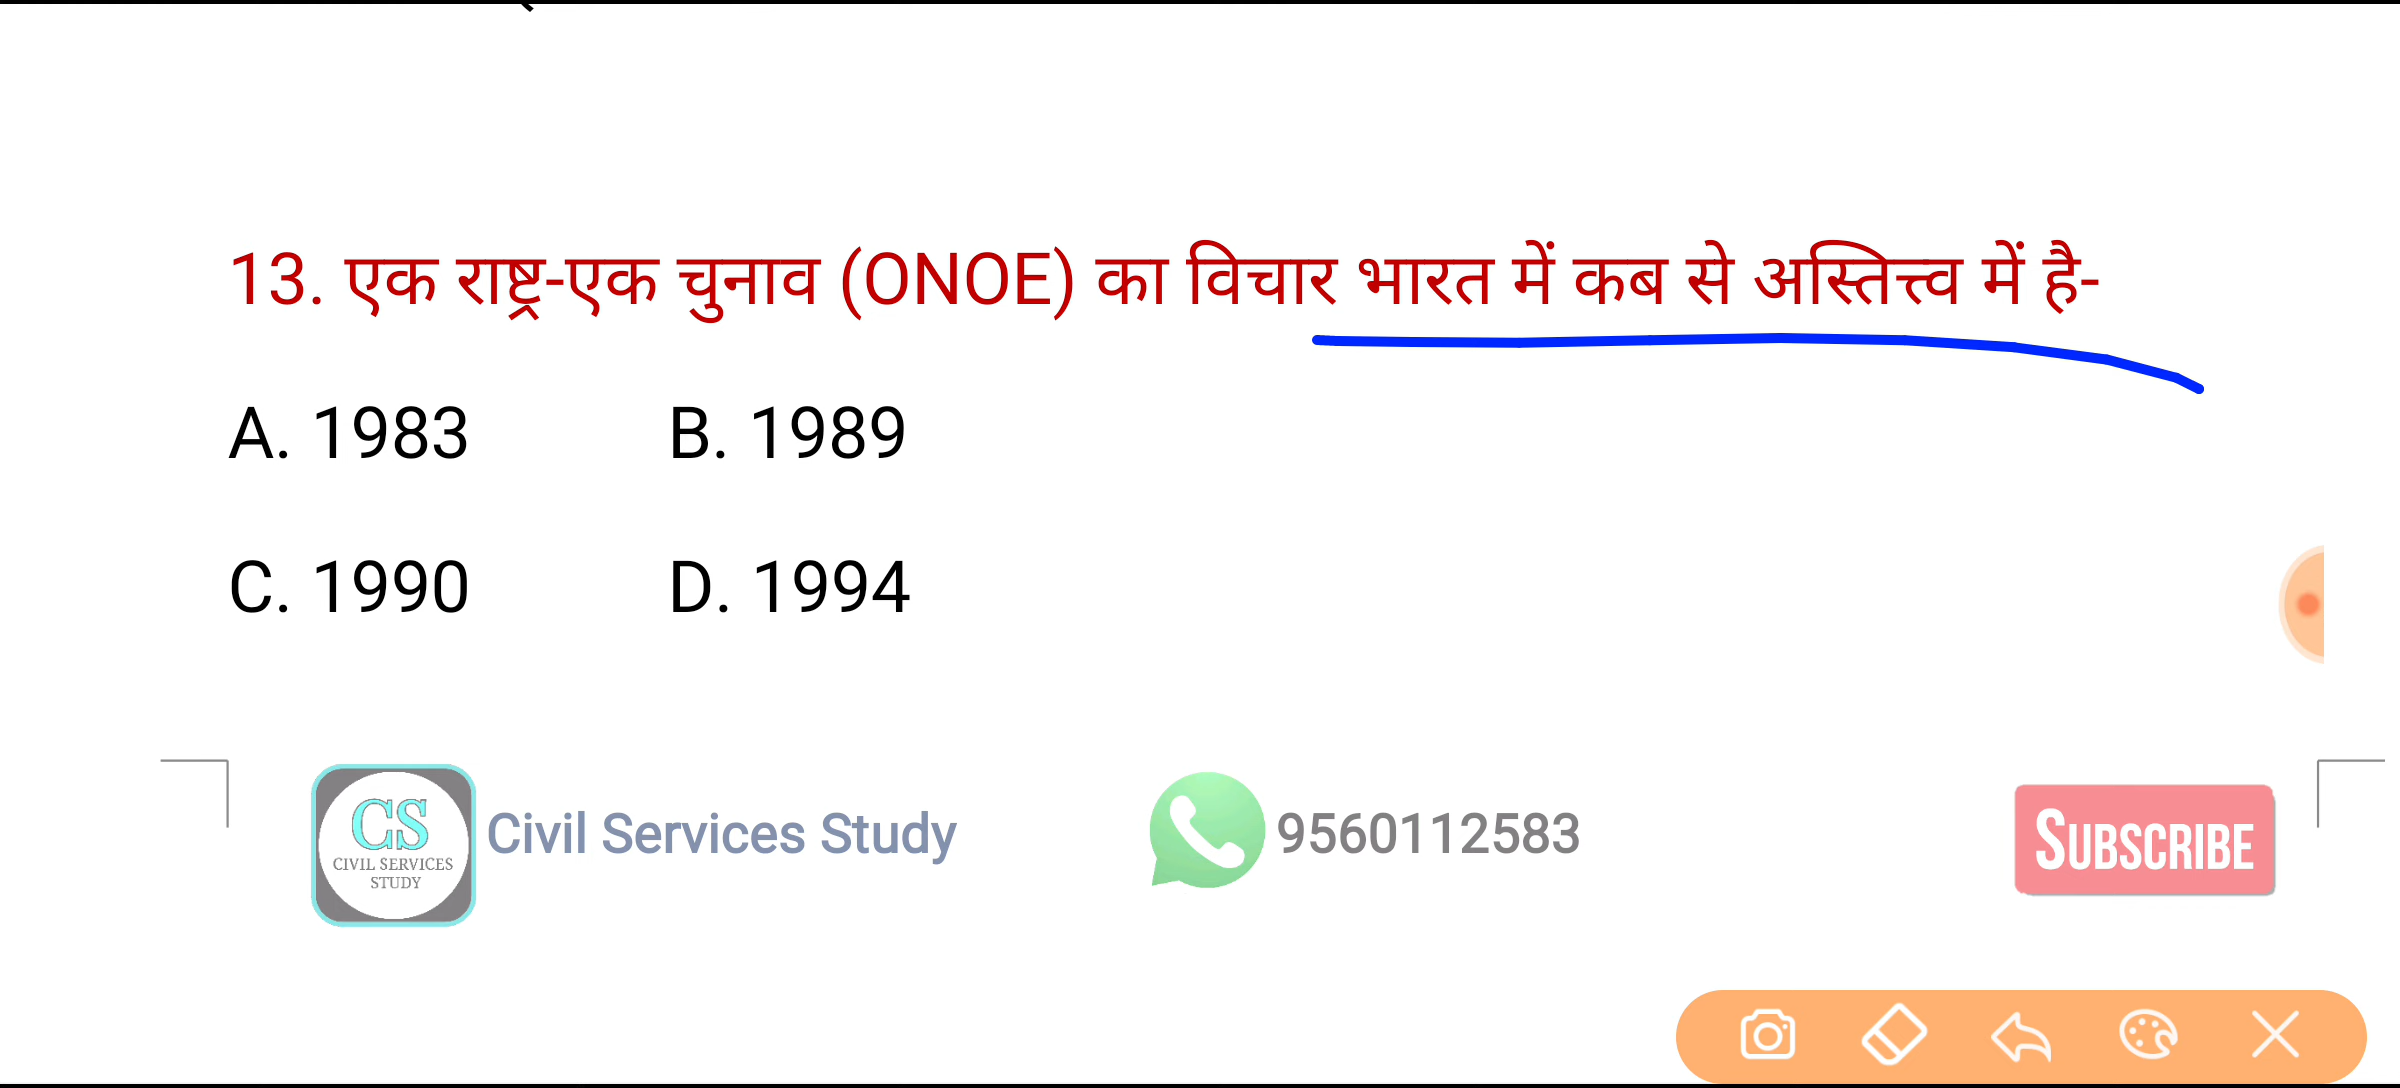 13. एक राष्ट्र-एक चुनाव (ONOE) का विचार भारत में कब से अस्तित्त्व में है-
A. 1983 B. 1989
C. 1990 D. 1994
CS
CIVIL SERVICES
STUDY
Civil Services Study
9560112583
SUBSCRIBE